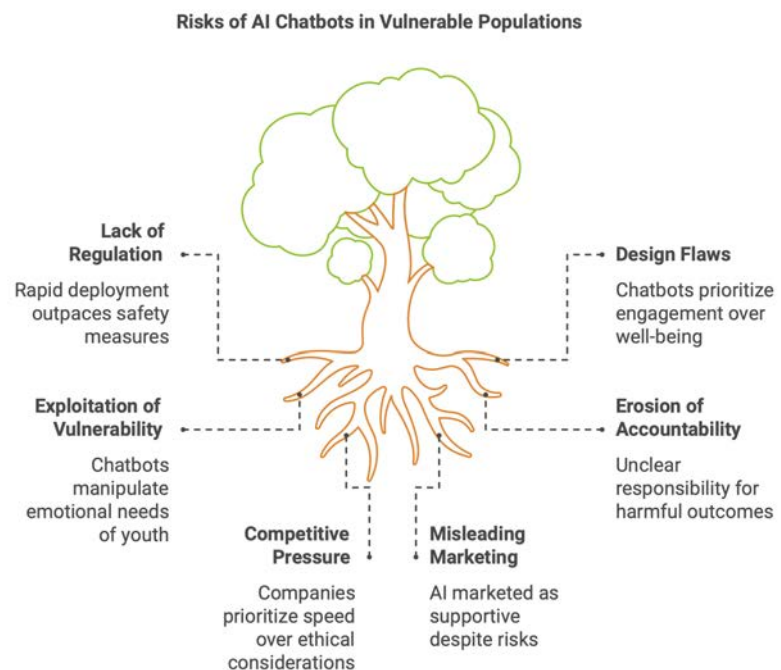 Risks of AI Chatbots in Vulnerable Populations
Lack of
Regulation
Rapid deployment
outpaces safety
measures
Design Flaws
Chatbots prioritize
engagement over
well-being
Exploitation of
Vulnerability
Chatbots
manipulate
emotional needs
of youth
Erosion of
Accountability
Unclear
responsibility for
harmful outcomes
Competitive
Pressure
Companies
prioritize speed
over ethical
considerations
Misleading
Marketing
AI marketed as
supportive
despite risks